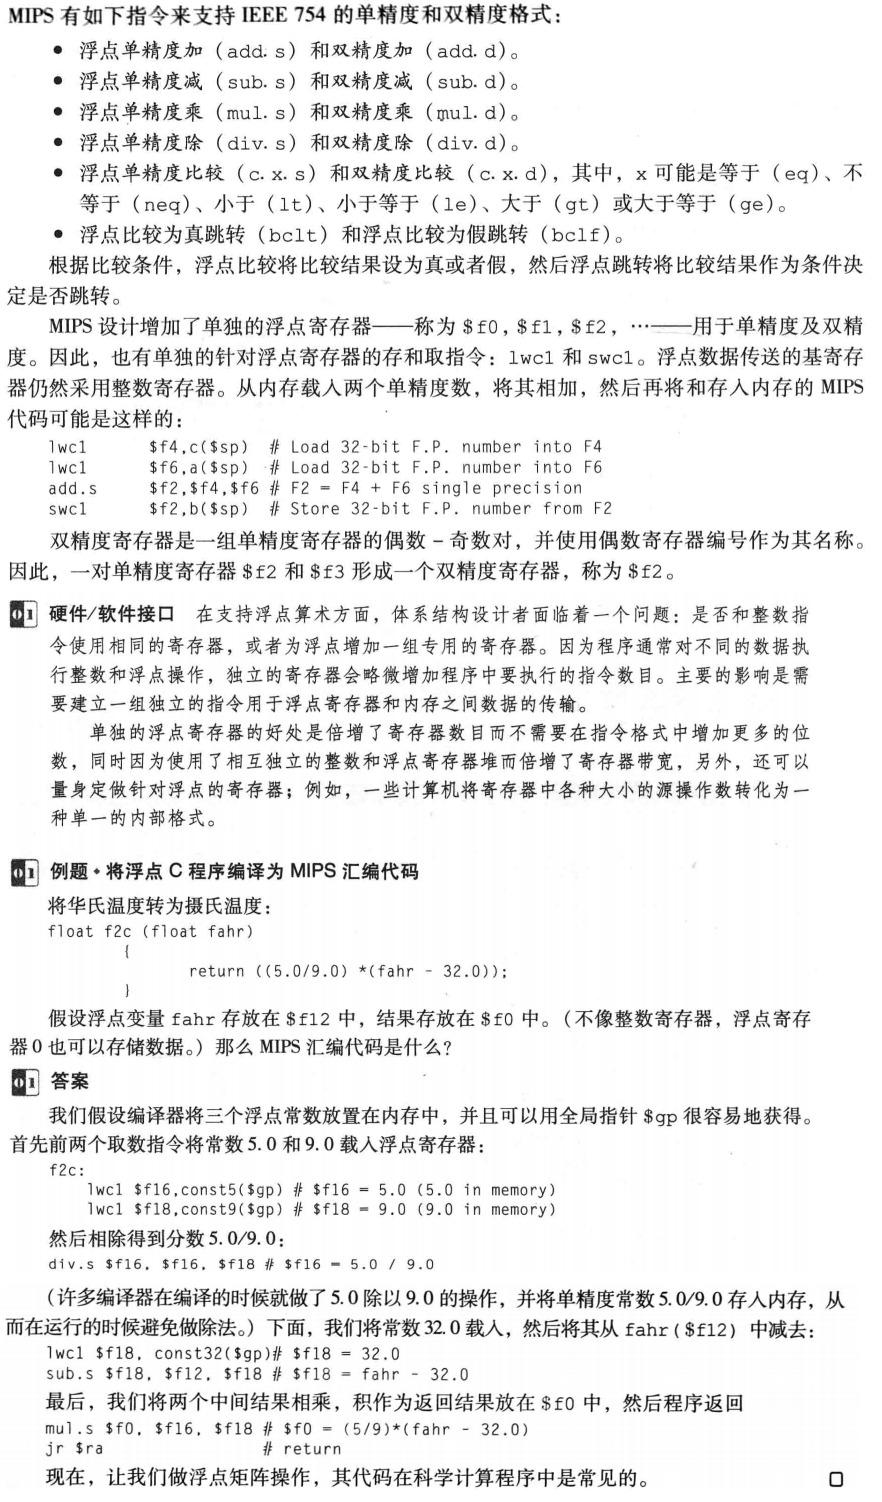 MIPS 有如下指令来支持 IEEE 754 的单精度和双精度格式：
● 浮点单精度加（add.s）和双精度加（add.d）。
● 浮点单精度减（sub.s）和双精度减（sub.d）。
● 浮点单精度乘（mul.s）和双精度乘（mul.d）。
● 浮点单精度除（div.s）和双精度除（div.d）。
● 浮点单精度比较（c.x.s）和双精度比较（c.x.d），其中，x 可能是等于（eq）、不
等于（neq）、小于（lt）、小于等于（le）、大于（gt）或大于等于（ge）。
● 浮点比较为真跳转（bclt）和浮点比较为假跳转（bclf）。
根据比较条件，浮点比较将比较结果设为真或者假，然后浮点跳转将比较结果作为条件决
定是否跳转。
MIPS 设计增加了单独的浮点寄存器——称为 $f0，$f1，$f2，…——用于单精度及双精
度。因此，也有单独的针对浮点寄存器的存和取指令：lwc1 和 swc1。浮点数据传送的基寄存
器仍然采用整数寄存器。从内存载入两个单精度数，将其相加，然后再将和存入内存的 MIPS
代码可能是这样的：
lwc1 $f4,c($sp) # Load 32-bit F.P. number into F4
lwc1 $f6,a($sp) # Load 32-bit F.P. number into F6
add.s $f2,$f4,$f6 # F2 = F4 + F6 single precision
swc1 $f2,b($sp) # Store 32-bit F.P. number from F2
双精度寄存器是一组单精度寄存器的偶数－奇数对，并使用偶数寄存器编号作为其名称。
因此，一对单精度寄存器 $f2 和 $f3 形成一个双精度寄存器，称为 $f2。
01 硬件/软件接口 在支持浮点算术方面，体系结构设计者面临着一个问题：是否和整数指
令使用相同的寄存器，或者为浮点增加一组专用的寄存器。因为程序通常对不同的数据执
行整数和浮点操作，独立的寄存器会略微增加程序中要执行的指令数目。主要的影响是需
要建立一组独立的指令用于浮点寄存器和内存之间数据的传输。
单独的浮点寄存器的好处是倍增了寄存器数目而不需要在指令格式中增加更多的位
数，同时因为使用了相互独立的整数和浮点寄存器堆而倍增了寄存器带宽，另外，还可以
量身定做针对浮点的寄存器；例如，一些计算机将寄存器中各种大小的源操作数转化为一
种单一的内部格式。
01 例题·将浮点 C 程序编译为 MIPS 汇编代码
将华氏温度转为摄氏温度：
float f2c (float fahr)
{
return ((5.0/9.0) *(fahr - 32.0));
}
假设浮点变量 fahr 存放在 $f12 中，结果存放在 $f0 中。（不像整数寄存器，浮点寄存
器 0 也可以存储数据。）那么 MIPS 汇编代码是什么？
01 答案
我们假设编译器将三个浮点常数放置在内存中，并且可以用全局指针 $gp 很容易地获得。
首先前两个取数指令将常数 5.0 和 9.0 载入浮点寄存器：
f2c:
lwc1 $f16,const5($gp) # $f16 = 5.0 (5.0 in memory)
lwc1 $f18,const9($gp) # $f18 = 9.0 (9.0 in memory)
然后相除得到分数 5.0/9.0：
div.s $f16, $f16, $f18 # $f16 = 5.0 / 9.0
（许多编译器在编译的时候就做了 5.0 除以 9.0 的操作，并将单精度常数 5.0/9.0 存入内存，从
而在运行的时候避免做除法。）下面，我们将常数 32.0 载入，然后将其从 fahr（$f12）中减去：
lwc1 $f18, const32($gp)# $f18 = 32.0
sub.s $f18, $f12, $f18 # $f18 = fahr - 32.0
最后，我们将两个中间结果相乘，积作为返回结果放在 $f0 中，然后程序返回
mul.s $f0, $f16, $f18 # $f0 = (5/9)*(fahr - 32.0)
jr $ra # return
现在，让我们做浮点矩阵操作，其代码在科学计算程序中是常见的。